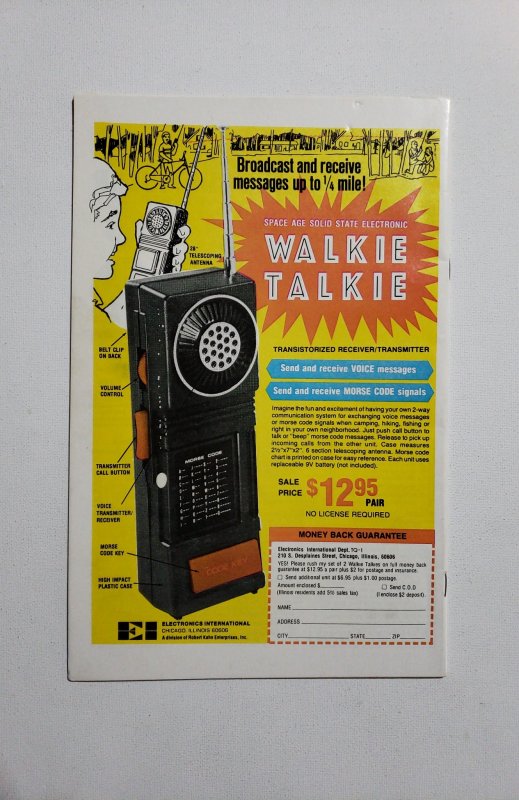 Broadcast and receive
messages up to 1/4 mile!
SPACE AGE SOLID STATE ELECTRONIC
WALKIE
TALKIE
28"
TELESCOPING
ANTENNA
BELT CLIP
ON BACK
VOLUME
CONTROL
TRANSMITTER
CALL BUTTON
VOICE
TRANSMITTER/
RECEIVER
MORSE
CODE KEY
HIGH IMPACT
PLASTIC CASE
MORSE CODE
CODE KEY
TRANSISTORIZED RECEIVER/TRANSMITTER
Send and receive VOICE messages
Send and receive MORSE CODE signals
Imagine the fun and excitement of having your own 2-way
communication system for exchanging voice messages
or morse code signals when camping, hiking, fishing or
right in your own neighborhood. Just push call button to
talk or "beep" morse code messages. Release to pick up
incoming calls from the other unit. Case measures
2½"x7"x2". 6 section telescoping antenna. Morse code
chart is printed on case for easy reference. Each unit uses
replaceable 9V battery (not included).
SALE
PRICE $12.95
PAIR
NO LICENSE REQUIRED
MONEY BACK GUARANTEE
Electronics International Dept.
210 S. Desplaines Street, Chicago, Illinois, 60606
YES! Please rush my set of 2 Walkie Talkies on full money back
guarantee at $12.95 a pair plus $2 for postage and insurance.
Send additional unit at $6.95 plus $1.00 postage.
Amount enclosed $ Send C.O.D
(Illinois residents add 5% sales tax) (I enclose $2 deposit)
NAME
ADDRESS
CITY STATE ZIP
EI ELECTRONICS INTERNATIONAL
CHICAGO, ILLINOIS 60606
A division of Robert Kahn Enterprises, Inc.